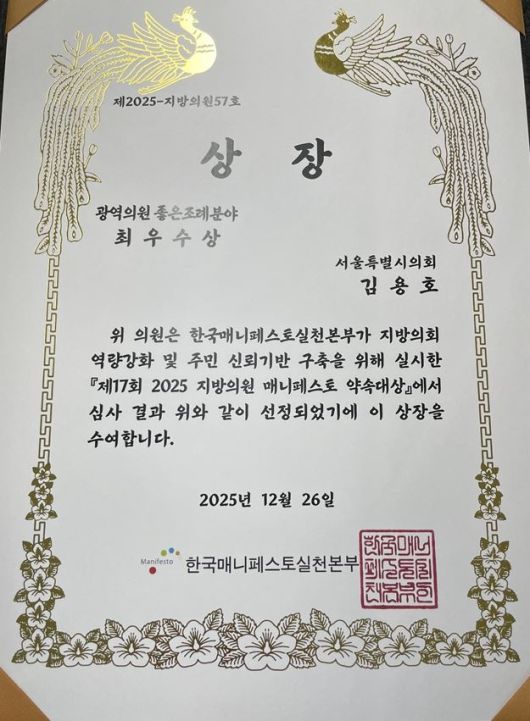 제2025-지방의원57호
상 장
광역의원 좋은조례분야
최우수상
서울특별시의회
김용호
위 의원은 한국매니페스토실천본부가 지방의회
역량강화 및 주민 신뢰기반 구축을 위해 실시한
『제17회 2025 지방의원 매니페스토 약속대상』에서
심사 결과 위와 같이 선정되었기에 이 상장을
수여합니다.
2025년 12월 26일
Manifesto 한국매니페스토실천본부